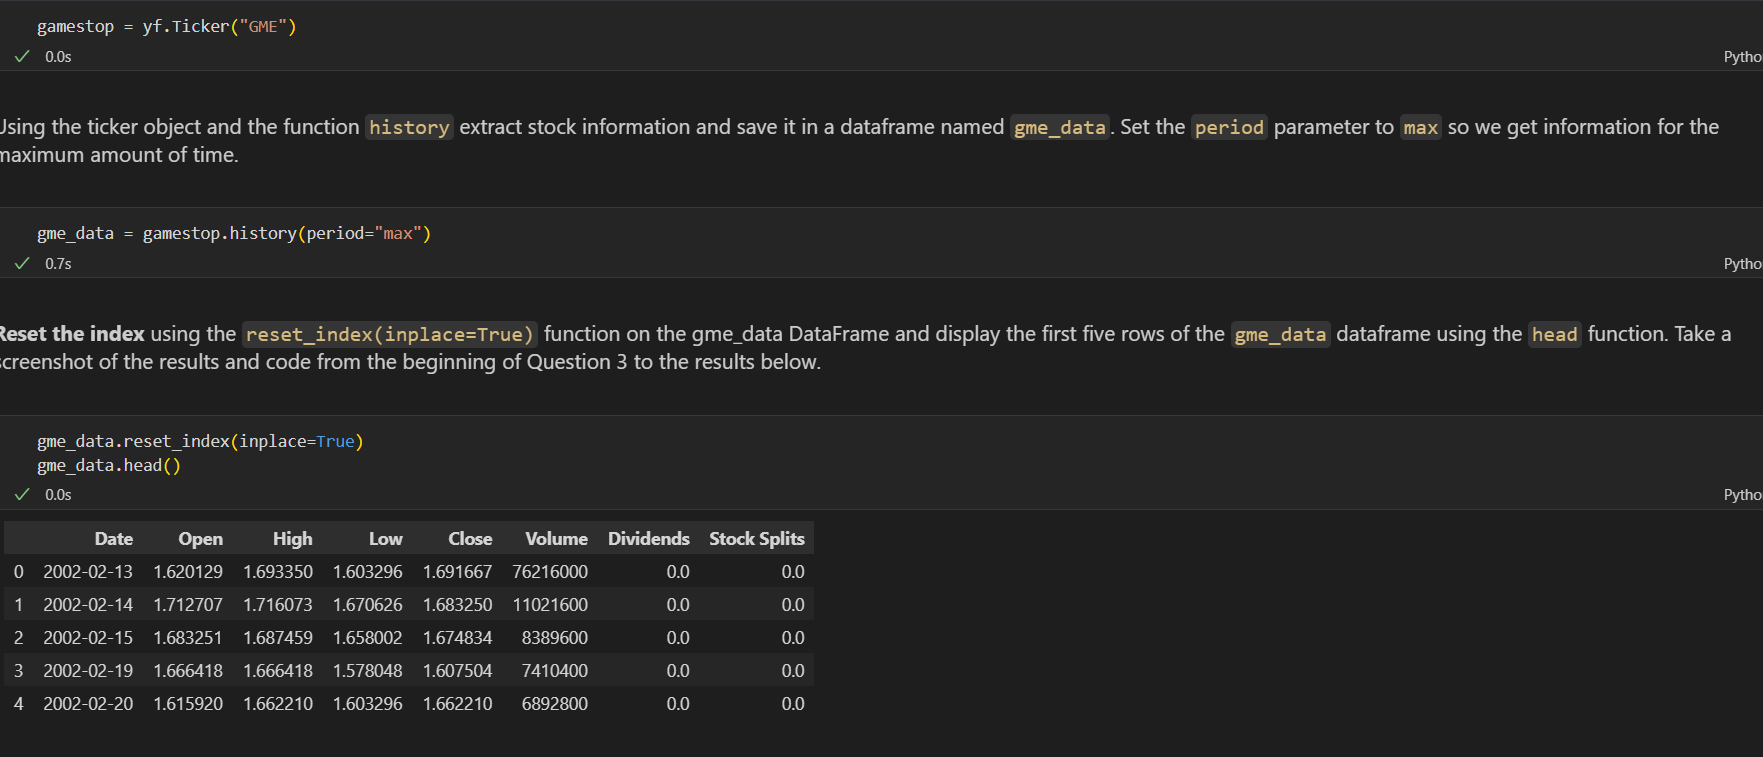 gamestop = yf.Ticker("GME")
0.0s
Pytho
Using the ticker object and the function history extract stock information and save it in a dataframe named gme_data. Set the period parameter to max so we get information for the
maximum amount of time.
gme_data = gamestop.history(period="max")
0.7s
Pytho
Reset the index using the reset_index(inplace=True) function on the gme_data DataFrame and display the first five rows of the gme_data dataframe using the head function. Take a
screenshot of the results and code from the beginning of Question 3 to the results below.
gme_data.reset_index(inplace=True)
gme_data.head()
0.0s
Pytho
Date Open High Low Close Volume Dividends Stock Splits
0 2002-02-13 1.620129 1.693350 1.603296 1.691667 76216000 0.0 0.0
1 2002-02-14 1.712707 1.716073 1.670626 1.683250 11021600 0.0 0.0
2 2002-02-15 1.683251 1.687459 1.658002 1.674834 8389600 0.0 0.0
3 2002-02-19 1.666418 1.666418 1.578048 1.607504 7410400 0.0 0.0
4 2002-02-20 1.615920 1.662210 1.603296 1.662210 6892800 0.0 0.0